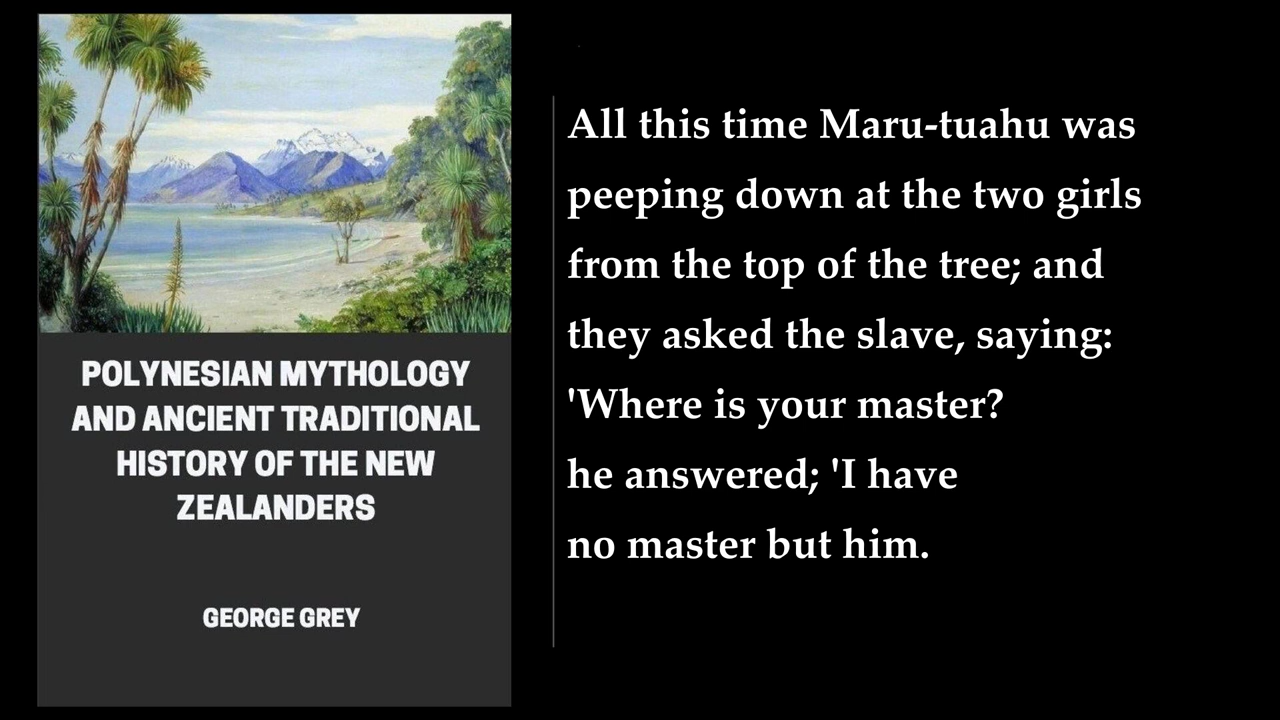 POLYNESIAN MYTHOLOGY
AND ANCIENT TRADITIONAL
HISTORY OF THE NEW
ZEALANDERS
GEORGE GREY
All this time Maru-tuahu was
peeping down at the two girls
from the top of the tree; and
they asked the slave, saying:
'Where is your master?
he answered; 'I have
no master but him.